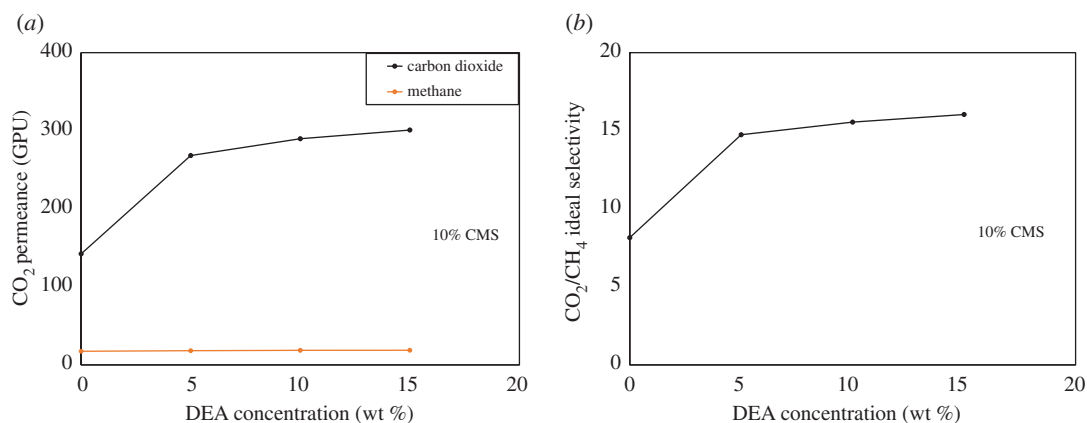 (a)
400
300
200
100
0
CO2 permeance (GPU)
carbon dioxide
methane
10% CMS
0 5 10 15 20
DEA concentration (wt %)
(b)
20
15
10
5
0
CO2/CH4 ideal selectivity
10% CMS
0 5 10 15 20
DEA concentration (wt %)